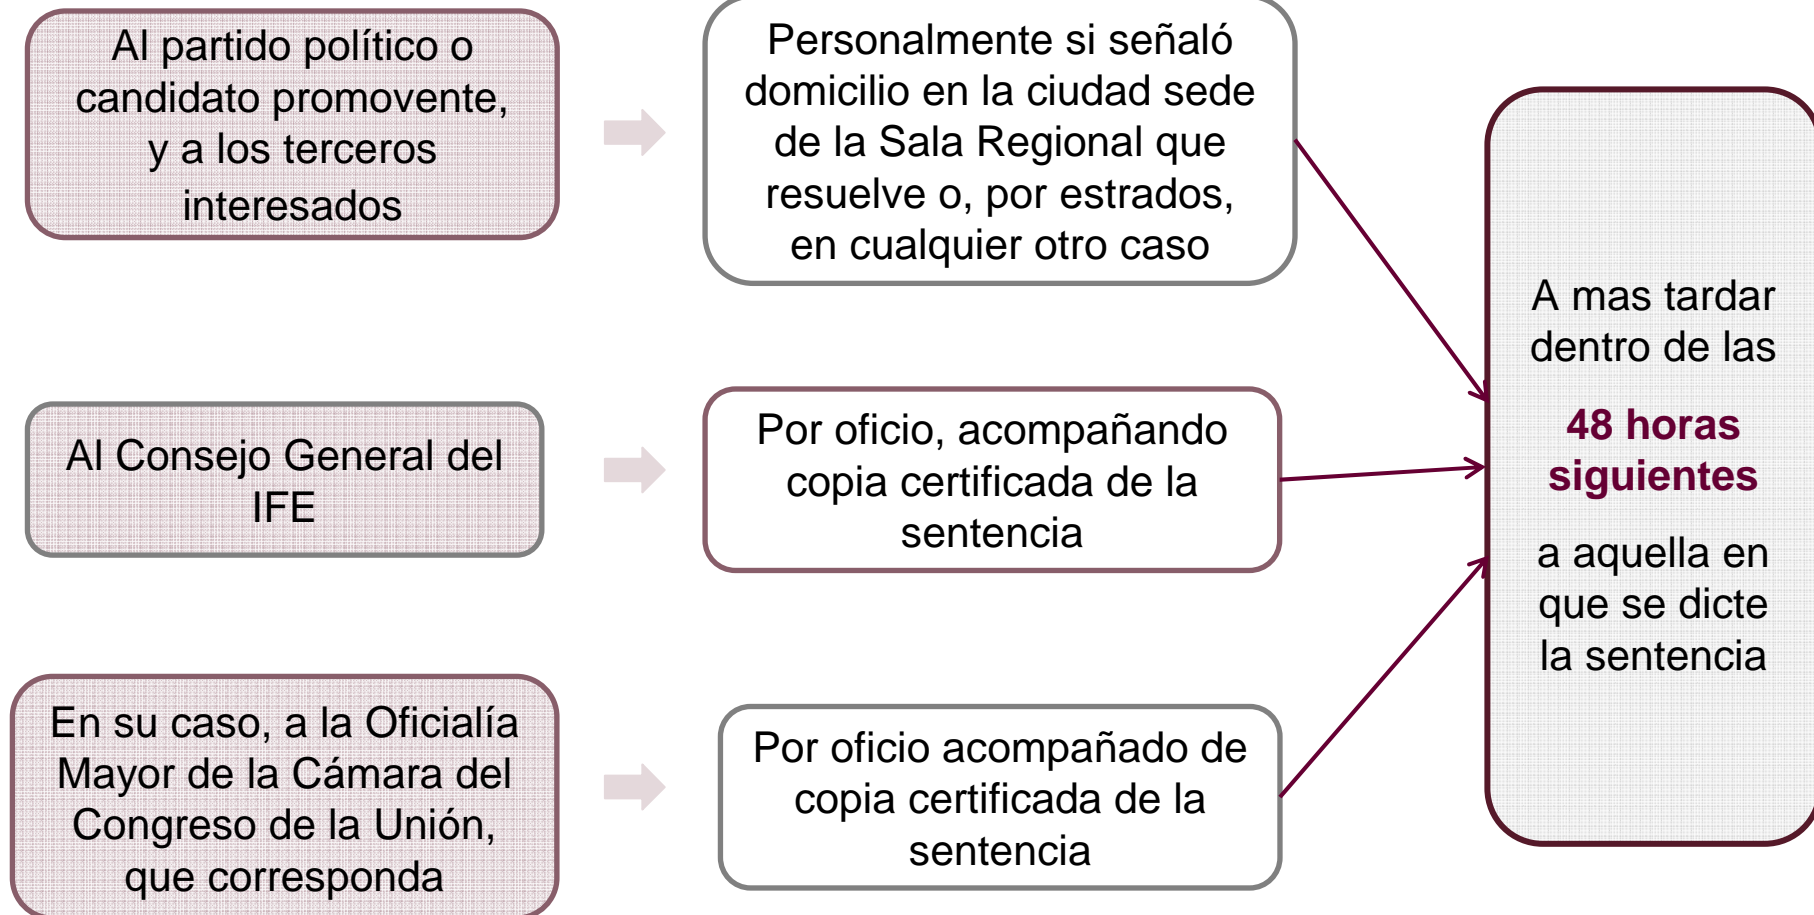 Al partido político o
candidato promovente,
y a los terceros
interesados
Personalmente si señaló
domicilio en la ciudad sede
de la Sala Regional que
resuelve o, por estrados,
en cualquier otro caso
Al Consejo General del
IFE
Por oficio, acompañando
copia certificada de la
sentencia
En su caso, a la Oficialía
Mayor de la Cámara del
Congreso de la Unión,
que corresponda
Por oficio acompañado de
copia certificada de la
sentencia
A mas tardar
dentro de las
48 horas
siguientes
a aquella en
que se dicte
la sentencia